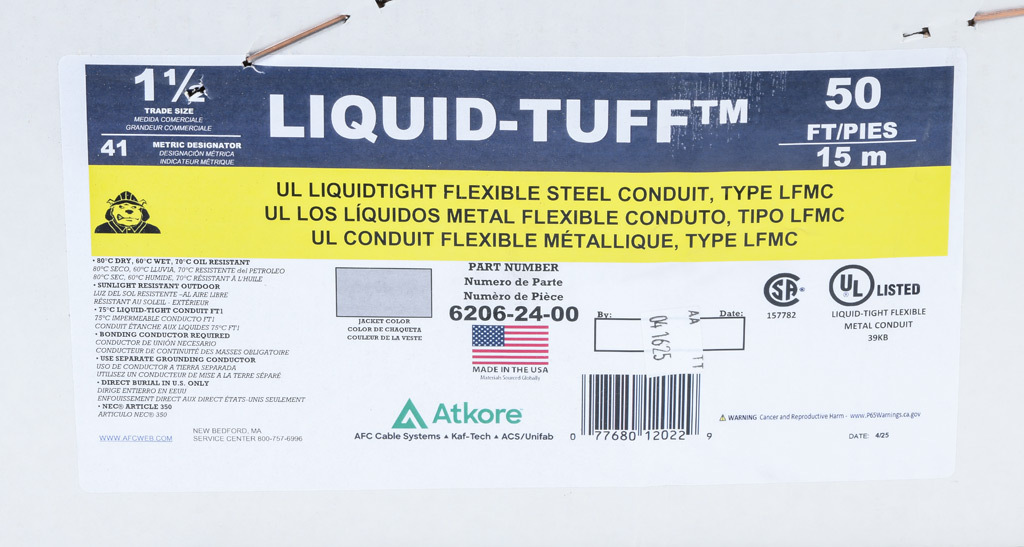 1½
TRADE SIZE
MEDIDA COMERCIALE
GRANDEUR COMMERCIALE
.41 METRIC DESIGNATOR
DESIGNACIÓN MÉTRICA
INDICATEUR MÉTRIQUE
LIQUID-TUFF™
50
FT/PIES
15 m
UL LIQUIDTIGHT FLEXIBLE STEEL CONDUIT, TYPE LFMC
UL LOS LÍQUIDOS METAL FLEXIBLE CONDUTO, TIPO LFMC
UL CONDUIT FLEXIBLE MÉTALLIQUE, TYPE LFMC
• 80°C DRY, 60°C WET, 70°C OIL RESISTANT
80°C SECO, 60°C LLUVIA, 70°C RESISTENTE del PETROLEO
80°C SEC, 60°C HUMIDE, 70°C RÉSISTANT À L'HUILE
• SUNLIGHT RESISTANT OUTDOOR
LUZ DEL SOL RESISTENTE –AL AIRE LIBRE
RÉSISTANT AU SOLEIL - EXTÉRIEUR
• 75°C LIQUID-TIGHT CONDUIT FT1
75°C IMPERMEABLE CONDUCTO FT1
CONDUIT ÉTANCHE AUX LIQUIDES 75°C FT1
• BONDING CONDUCTOR REQUIRED
CONDUCTOR DE UNIÓN NECESARIO
CONDUCTEUR DE CONTINUITÉ DES MASSES OBLIGATOIRE
• USE SEPARATE GROUNDING CONDUCTOR
USO DE CONDUCTOR A TIERRA SEPARADA
UTILISEZ UN CONDUCTEUR DE MISE A LA TERRE SÉPARÉ
• DIRECT BURIAL IN U.S. ONLY
DIRIGE ENTIERRO EN EEUU
ENFOUISSEMENT DIRECT AUX DIRECT ÉTATS-UNIS SEULEMENT
• NEC® ARTICLE 350
ARTICULO NEC® 350
WWW.AFCWEB.COM
NEW BEDFORD, MA
SERVICE CENTER 800-757-6996
JACKET COLOR
COLOR DE CHAQUETA
COULEUR DE LA VESTE
PART NUMBER
Numero de Parte
Numèro de Pièce
6206-24-00
MADE IN THE USA
Materials Sourced Globally
Atkore
AFC Cable Systems ▲ Kaf-Tech ▲ ACS/Unifab
By: Date:
AA
04 1625
TT
0 77680 12022 9
SA
157782
UL LISTED
LIQUID-TIGHT FLEXIBLE
METAL CONDUIT
39KB
⚠ WARNING Cancer and Reproductive Harm - www.P65Warnings.ca.gov
DATE: 4/25